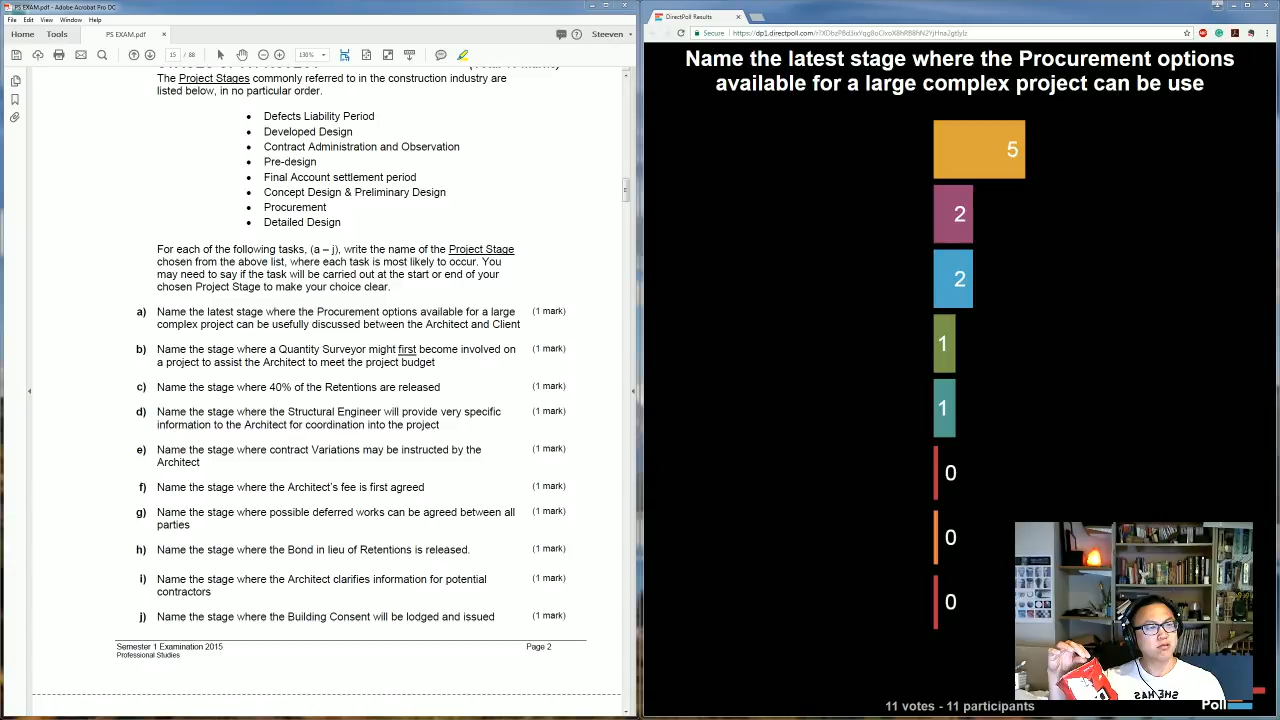 PS EXAM.pdf - Adobe Acrobat Pro DC
File Edit View Window Help
Home Tools PS EXAM.pdf × Steeven
15 / 88 130%
The Project Stages commonly referred to in the construction industry are
listed below, in no particular order.
• Defects Liability Period
• Developed Design
• Contract Administration and Observation
• Pre-design
• Final Account settlement period
• Concept Design & Preliminary Design
• Procurement
• Detailed Design
For each of the following tasks, (a – j), write the name of the Project Stage
chosen from the above list, where each task is most likely to occur. You
may need to say if the task will be carried out at the start or end of your
chosen Project Stage to make your choice clear.
a) Name the latest stage where the Procurement options available for a large (1 mark)
complex project can be usefully discussed between the Architect and Client
b) Name the stage where a Quantity Surveyor might first become involved on (1 mark)
a project to assist the Architect to meet the project budget
c) Name the stage where 40% of the Retentions are released (1 mark)
d) Name the stage where the Structural Engineer will provide very specific (1 mark)
information to the Architect for coordination into the project
e) Name the stage where contract Variations may be instructed by the (1 mark)
Architect
f) Name the stage where the Architect's fee is first agreed (1 mark)
g) Name the stage where possible deferred works can be agreed between all (1 mark)
parties
h) Name the stage where the Bond in lieu of Retentions is released. (1 mark)
i) Name the stage where the Architect clarifies information for potential (1 mark)
contractors
j) Name the stage where the Building Consent will be lodged and issued (1 mark)
Semester 1 Examination 2015 Page 2
Professional Studies
DirectPoll Results ×
Secure
Name the latest stage where the Procurement options
available for a large complex project can be use
5
2
2
1
1
0
0
0
11 votes - 11 participants
Poll